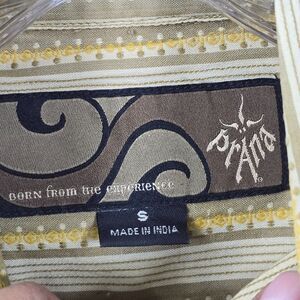 prAna
BORN from the experience
S
MADE IN INDIA